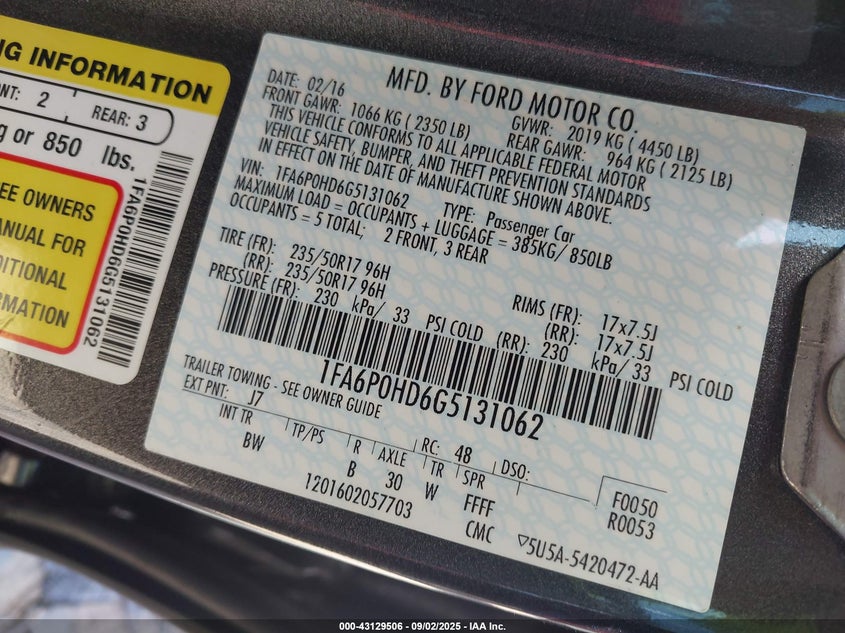 NG INFORMATION
NT: 2 REAR: 3
g or 850 lbs.
EE OWNERS
ANUAL FOR
DITIONAL
RMATION
1FA6P0HD6G5131062
MFD. BY FORD MOTOR CO.
DATE: 02/16 GVWR: 2019 KG ( 4450 LB)
FRONT GAWR: 1066 KG ( 2350 LB) REAR GAWR: 964 KG ( 2125 LB)
THIS VEHICLE CONFORMS TO ALL APPLICABLE FEDERAL MOTOR
VEHICLE SAFETY, BUMPER, AND THEFT PREVENTION STANDARDS
IN EFFECT ON THE DATE OF MANUFACTURE SHOWN ABOVE.
VIN: 1FA6P0HD6G5131062 TYPE: Passenger Car
MAXIMUM LOAD = OCCUPANTS + LUGGAGE = 385KG/850LB
OCCUPANTS = 5 TOTAL; 2 FRONT, 3 REAR
TIRE (FR): 235/50R17 96H RIMS (FR): 17x7.5J
(RR): 235/50R17 96H (RR): 17x7.5J
PRESSURE (FR): 230 kPa/ 33 PSI COLD (RR): 230 kPa/ 33 PSI COLD
1FA6P0HD6G5131062
TRAILER TOWING - SEE OWNER GUIDE
EXT PNT: J7 RC: 48 DSO:
INT TR TP/PS R AXLE TR SPR F0050
BW B 30 W FFFF R0053
1201602057703 CMC ▽5U5A-5420472-AA
000-43129506 - 09/02/2025 - IAA Inc.